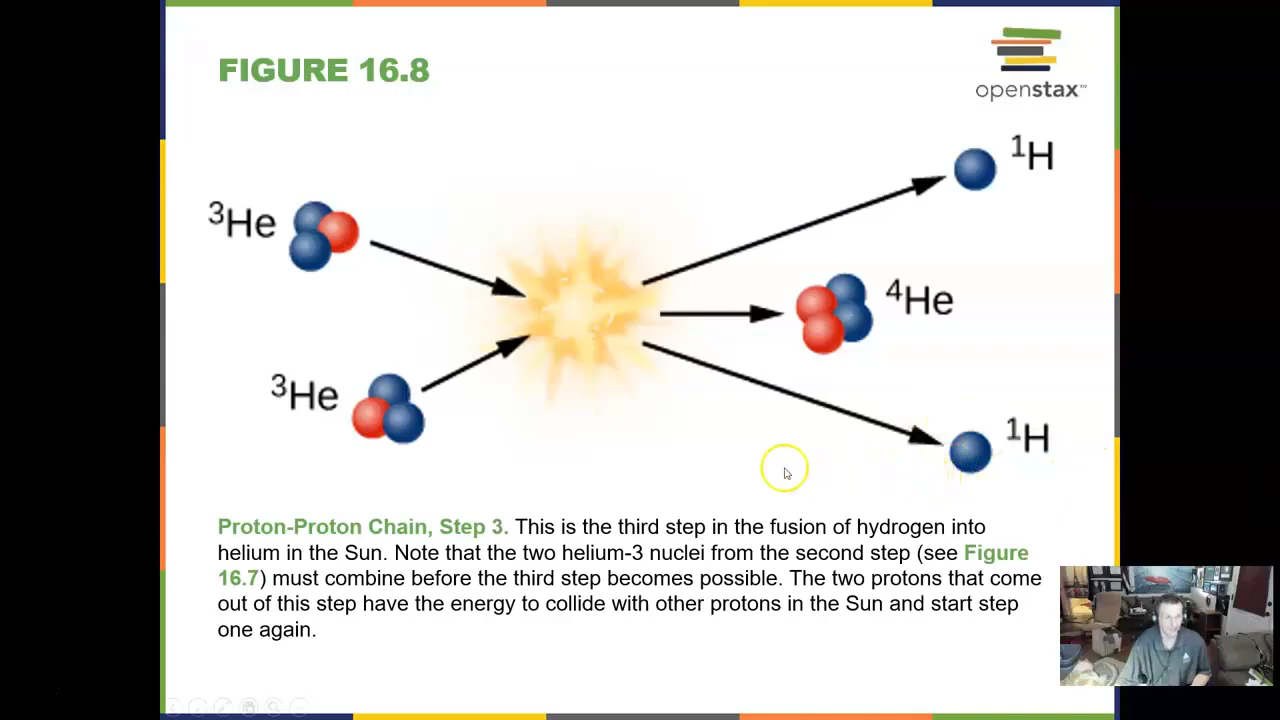 FIGURE 16.8
openstax™
¹H
³He
⁴He
³He
¹H
Proton-Proton Chain, Step 3. This is the third step in the fusion of hydrogen into
helium in the Sun. Note that the two helium-3 nuclei from the second step (see Figure
16.7) must combine before the third step becomes possible. The two protons that come
out of this step have the energy to collide with other protons in the Sun and start step
one again.